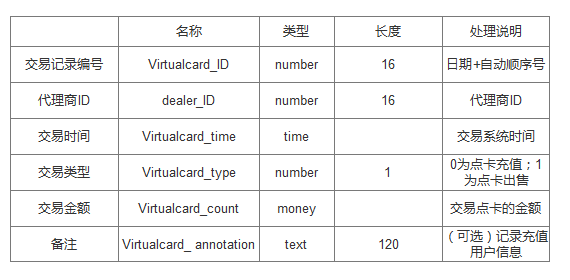 名称 类型 长度 处理说明
交易记录编号 Virtualcard_ID number 16 日期+自动顺序号
代理商ID dealer_ID number 16 代理商ID
交易时间 Virtualcard_time time 交易系统时间
交易类型 Virtualcard_type number 1 0为点卡充值；1
为点卡出售
交易金额 Virtualcard_count money 交易点卡的金额
备注 Virtualcard_ annotation text 120 （可选）记录充值
用户信息